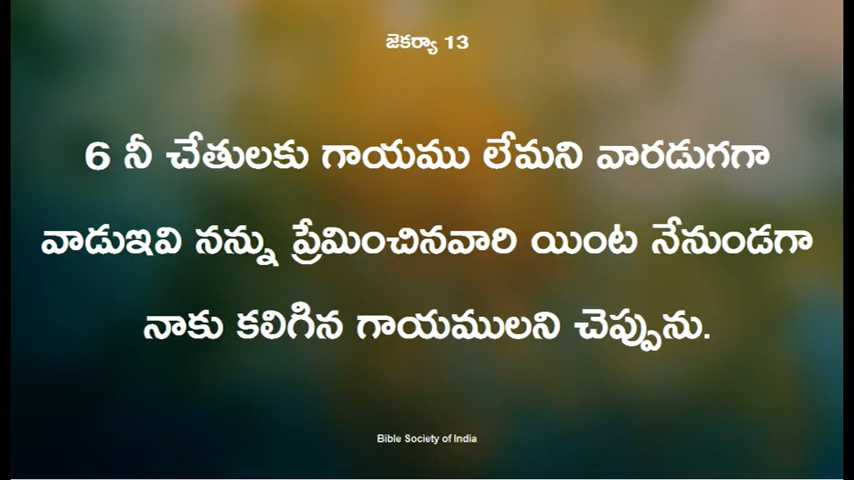 జెకర్యా 13
6 నీ చేతులకు గాయము లేమని వారడుగగా
వాడుఇవి నన్ను ప్రేమించినవారి యింట నేనుండగా
నాకు కలిగిన గాయములని చెప్పును.
Bible Society of India